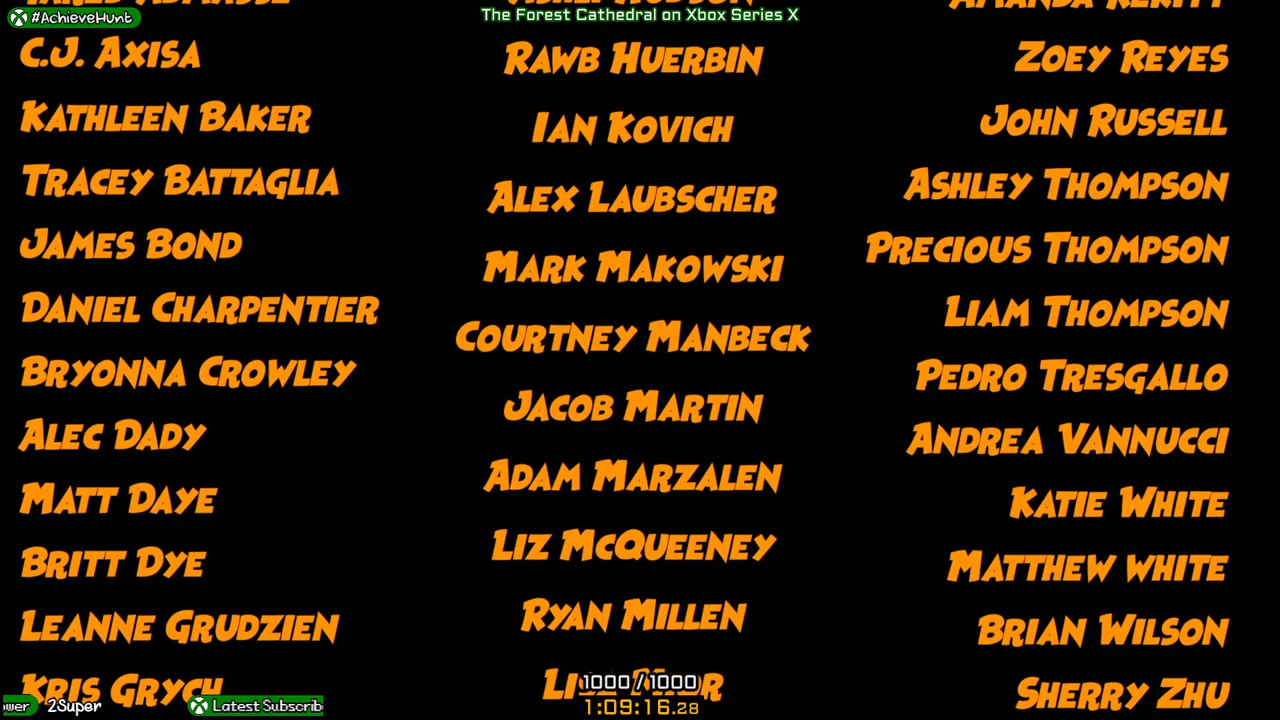 #AchieveHunt
The Forest Cathedral on Xbox Series X
C.J. Axisa
Kathleen Baker
Tracey Battaglia
James Bond
Daniel Charpentier
Bryonna Crowley
Alec Dady
Matt Daye
Britt Dye
Leanne Grudzien
Kris Grych
Rawb Huerbin
Ian Kovich
Alex Laubscher
Mark Makowski
Courtney Manbeck
Jacob Martin
Adam Marzalen
Liz McQueeney
Ryan Millen
Zoey Reyes
John Russell
Ashley Thompson
Precious Thompson
Liam Thompson
Pedro Tresgallo
Andrea Vannucci
Katie White
Matthew white
Brian Wilson
Sherry Zhu
1000/1000
1:09:16.28
ower 2Super Latest Subscrib